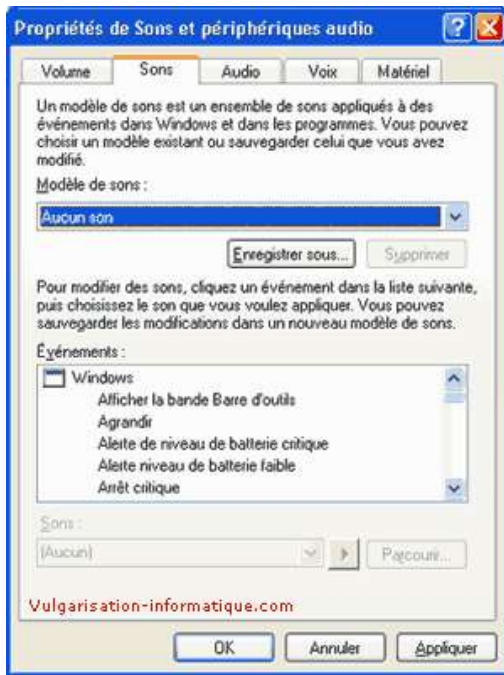 Propriétés de Sons et périphériques audio
Volume Sons Audio Voix Matériel
Un modèle de sons est un ensemble de sons appliqués à des
événements dans Windows et dans les programmes. Vous pouvez
choisir un modèle existant ou sauvegarder celui que vous avez
modifié.
Modèle de sons :
Aucun son
Enregistrer sous... Supprimer
Pour modifier des sons, cliquez un événement dans la liste suivante,
puis choisissez le son que vous voulez appliquer. Vous pouvez
sauvegarder les modifications dans un nouveau modèle de sons.
Événements :
Windows
Afficher la bande Barre d'outils
Agrandir
Alerte de niveau de batterie critique
Alerte niveau de batterie faible
Arrêt critique
Sons :
(Aucun) Parcourir...
Vulgarisation-informatique.com
OK Annuler Appliquer